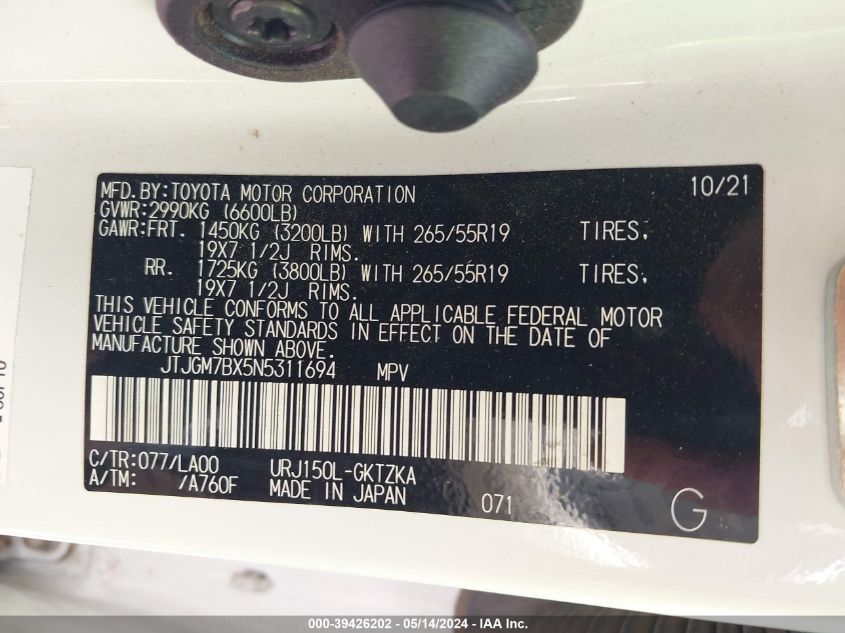 MFD.BY:TOYOTA MOTOR CORPORATION 10/21
GVWR:2990KG (6600LB)
GAWR:FRT. 1450KG (3200LB) WITH 265/55R19 TIRES,
19X7 1/2J RIMS.
RR. 1725KG (3800LB) WITH 265/55R19 TIRES,
19X7 1/2J RIMS.
THIS VEHICLE CONFORMS TO ALL APPLICABLE FEDERAL MOTOR
VEHICLE SAFETY STANDARDS IN EFFECT ON THE DATE OF
MANUFACTURE SHOWN ABOVE.
JTJGM7BX5N5311694 MPV
C/TR:077/LA00 URJ150L-GKTZKA
A/TM: /A760F MADE IN JAPAN 071 G
000-39426202 - 05/14/2024 - IAA Inc.